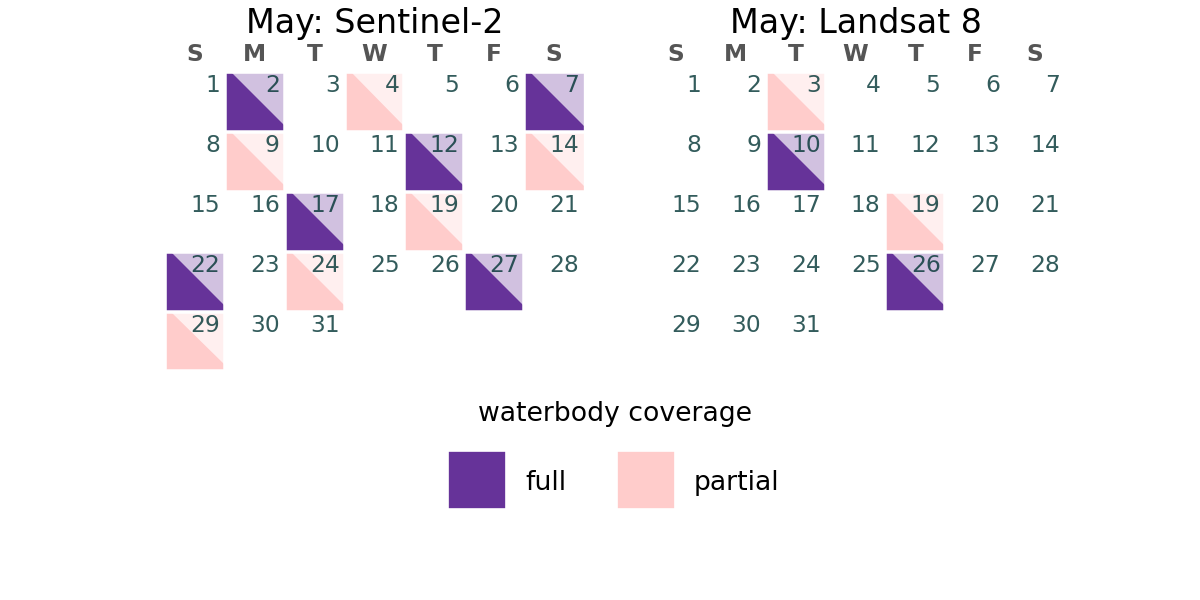 May: Sentinel-2
S M T W T F S
1 2 3 4 5 6 7
8 9 10 11 12 13 14
15 16 17 18 19 20 21
22 23 24 25 26 27 28
29 30 31
May: Landsat 8
S M T W T F S
1 2 3 4 5 6 7
8 9 10 11 12 13 14
15 16 17 18 19 20 21
22 23 24 25 26 27 28
29 30 31
waterbody coverage
full
partial